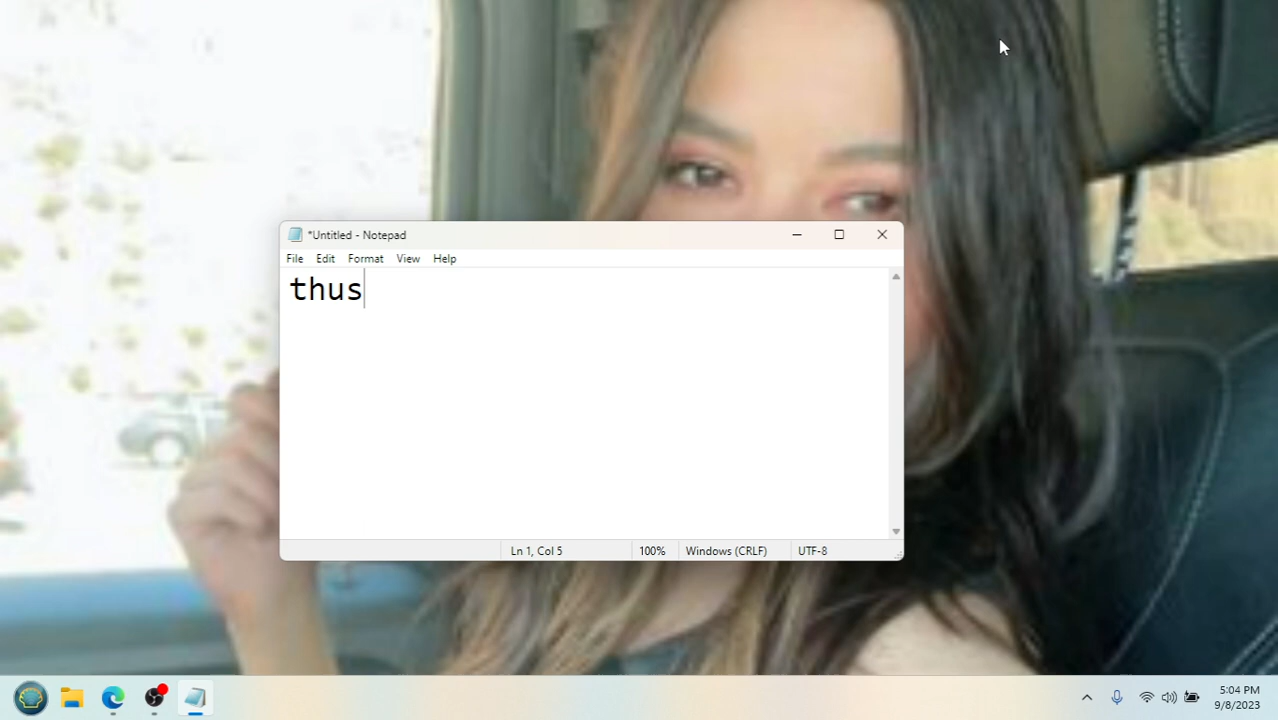 *Untitled - Notepad
File Edit Format View Help
thus
Ln 1, Col 5 100% Windows (CRLF) UTF-8
5:04 PM
9/8/2023